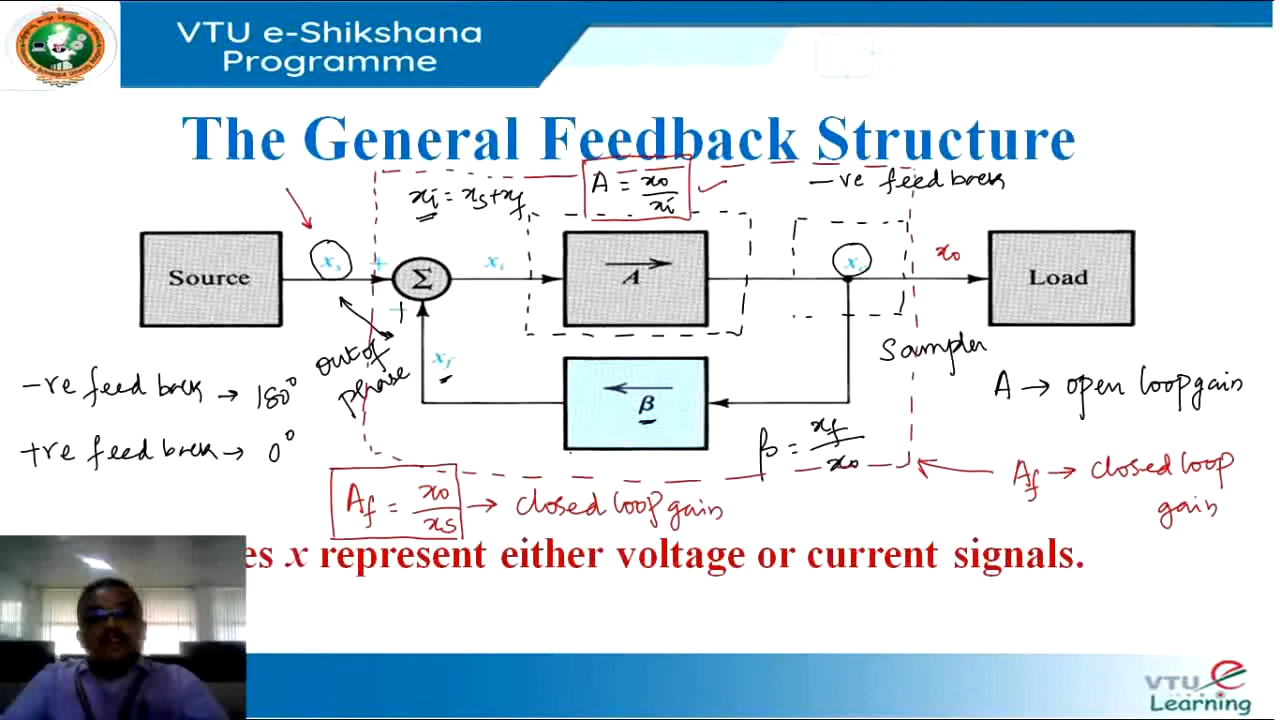 VTU e-Shikshana
Programme
The General Feedback Structure
xi = xs + xf
A = xo / xi
-ve feedback
Source
xs
+
Σ
xi
A
xo
xo
Load
+
out of
phase
xf
β
Sampler
-ve feedback → 180°
+ve feedback → 0°
β = xf / xo
A → open loop gain
Af → closed loop
gain
Af = xo / xs → closed loop gain
x represent either voltage or current signals.
VTU e
Learning